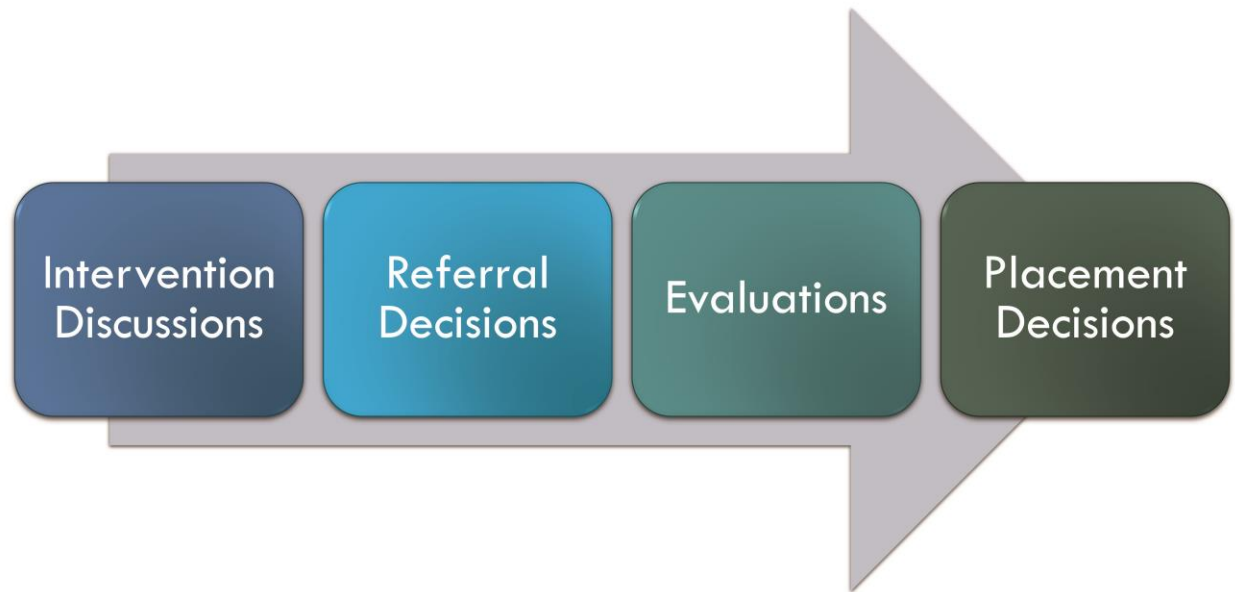 Intervention
Discussions
Referral
Decisions
Evaluations
Placement
Decisions